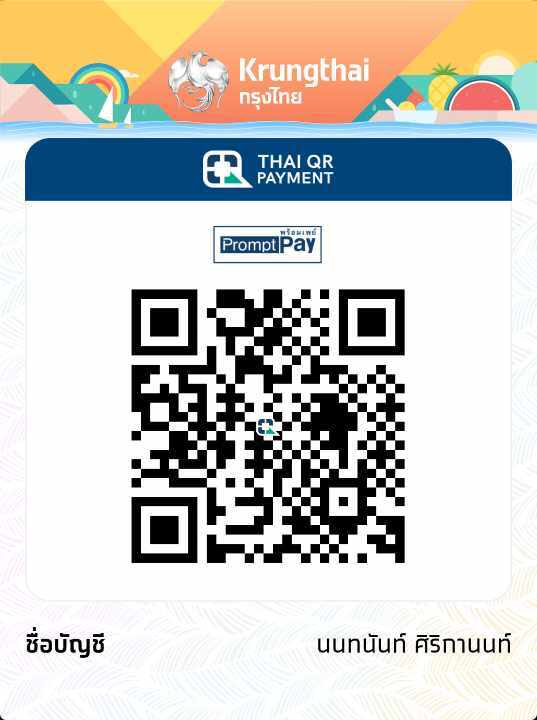 Krungthai
กรุงไทย
THAI QR
PAYMENT
พร้อมเพย์
PromptPay
ชื่อบัญชี นนทนันท์ ศิริกานนท์